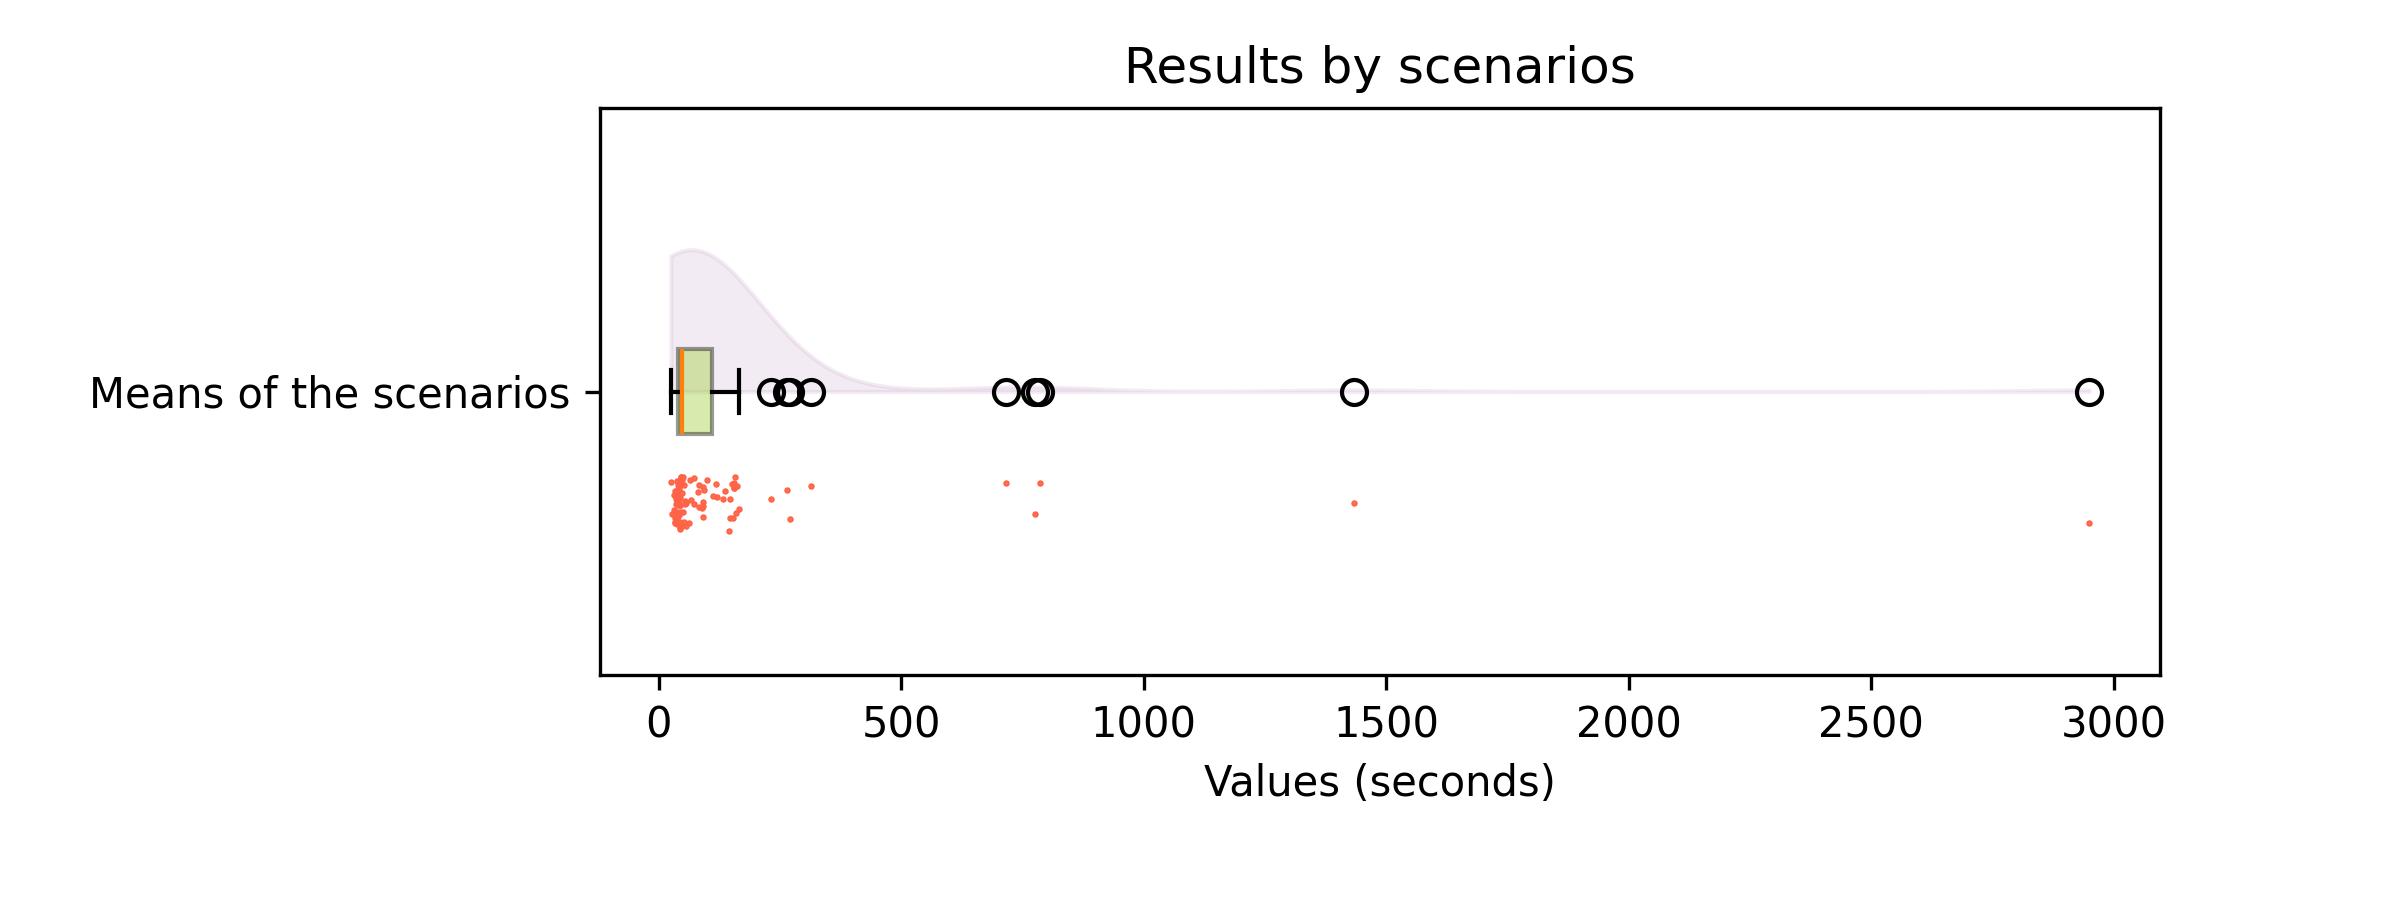 Results by scenarios
Means of the scenarios
0 500 1000 1500 2000 2500 3000
Values (seconds)